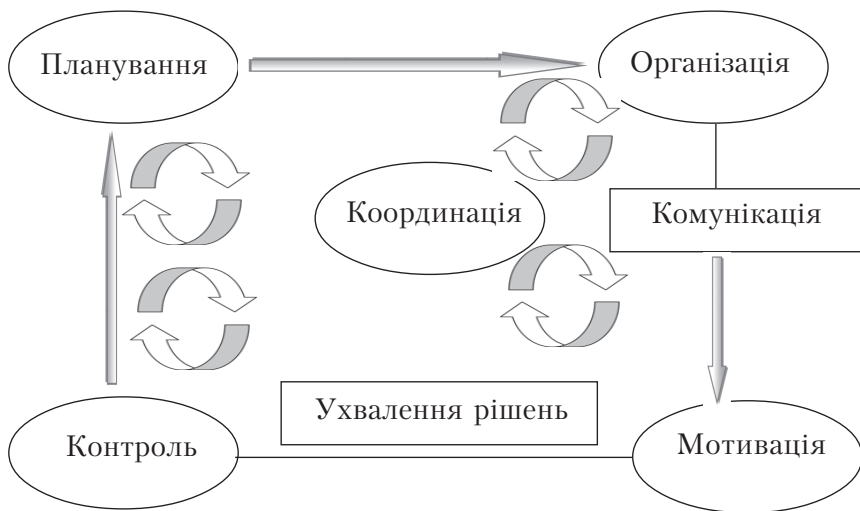 Планування
Організація
Координація
Комунікація
Ухвалення рішень
Контроль
Мотивація